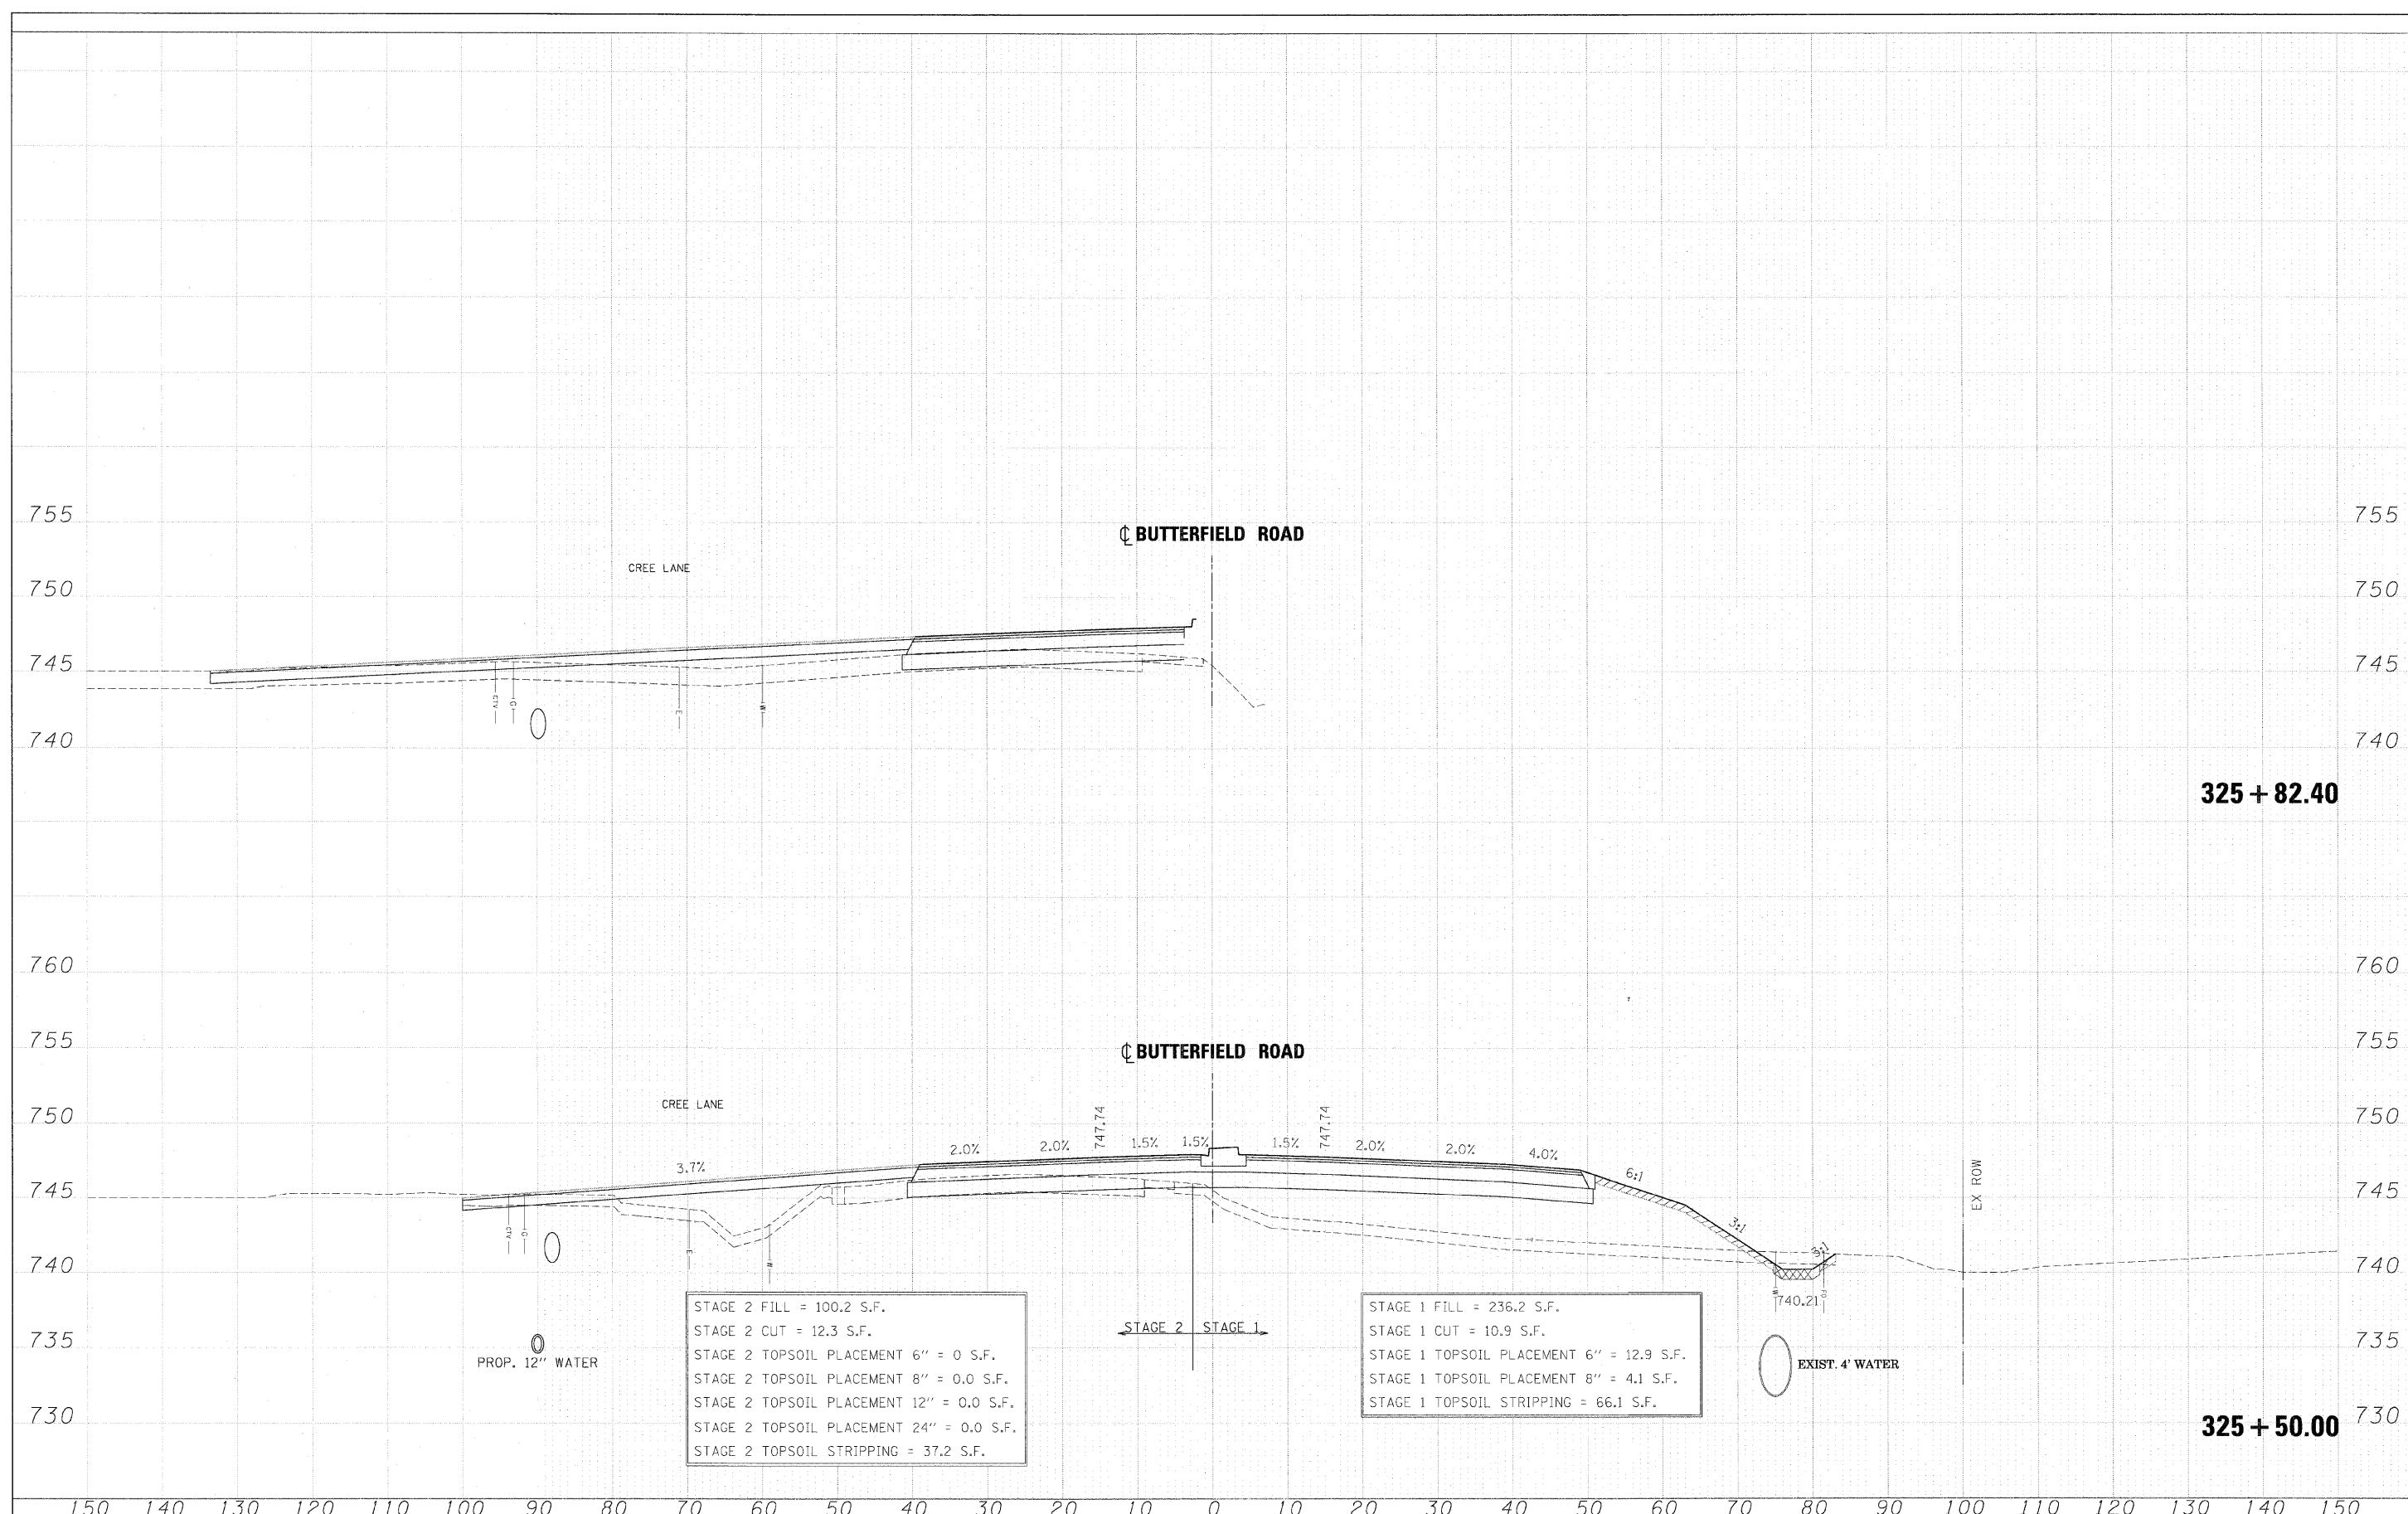 755 755
℄ BUTTERFIELD ROAD
CREE LANE
750 750
745 745
CTV G E W
740 740
325+82.40
760 760
755 755
℄ BUTTERFIELD ROAD
CREE LANE
750 750
747.74 747.74
3.7% 2.0% 2.0% 1.5% 1.5% 1.5% 2.0% 2.0% 4.0%
6:1
3:1
3:1
EX ROW
745 745
CTV G E W
740 740
W FO
740.21
735 735
STAGE 2 STAGE 1
PROP. 12" WATER
EXIST. 4' WATER
STAGE 2 FILL = 100.2 S.F.
STAGE 2 CUT = 12.3 S.F.
STAGE 2 TOPSOIL PLACEMENT 6" = 0 S.F.
STAGE 2 TOPSOIL PLACEMENT 8" = 0.0 S.F.
STAGE 2 TOPSOIL PLACEMENT 12" = 0.0 S.F.
STAGE 2 TOPSOIL PLACEMENT 24" = 0.0 S.F.
STAGE 2 TOPSOIL STRIPPING = 37.2 S.F.
STAGE 1 FILL = 236.2 S.F.
STAGE 1 CUT = 10.9 S.F.
STAGE 1 TOPSOIL PLACEMENT 6" = 12.9 S.F.
STAGE 1 TOPSOIL PLACEMENT 8" = 4.1 S.F.
STAGE 1 TOPSOIL STRIPPING = 66.1 S.F.
730 730
325+50.00
150 140 130 120 110 100 90 80 70 60 50 40 30 20 10 0 10 20 30 40 50 60 70 80 90 100 110 120 130 140 150